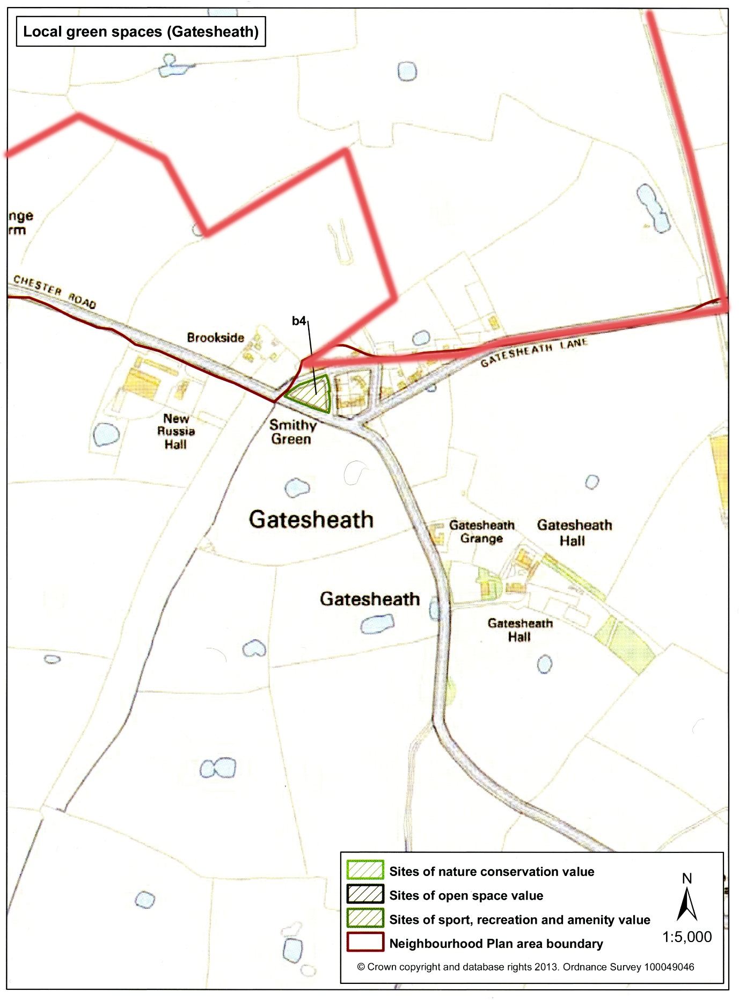 Local green spaces (Gatesheath)
nge
rm
CHESTER ROAD
b4
Brookside
GATESHEATH LANE
New
Russia
Hall
Smithy
Green
Gatesheath
Gatesheath
Grange
Gatesheath
Hall
Gatesheath
Gatesheath
Hall
Sites of nature conservation value
Sites of open space value
Sites of sport, recreation and amenity value
Neighbourhood Plan area boundary
N
1:5,000
© Crown copyright and database rights 2013. Ordnance Survey 100049046